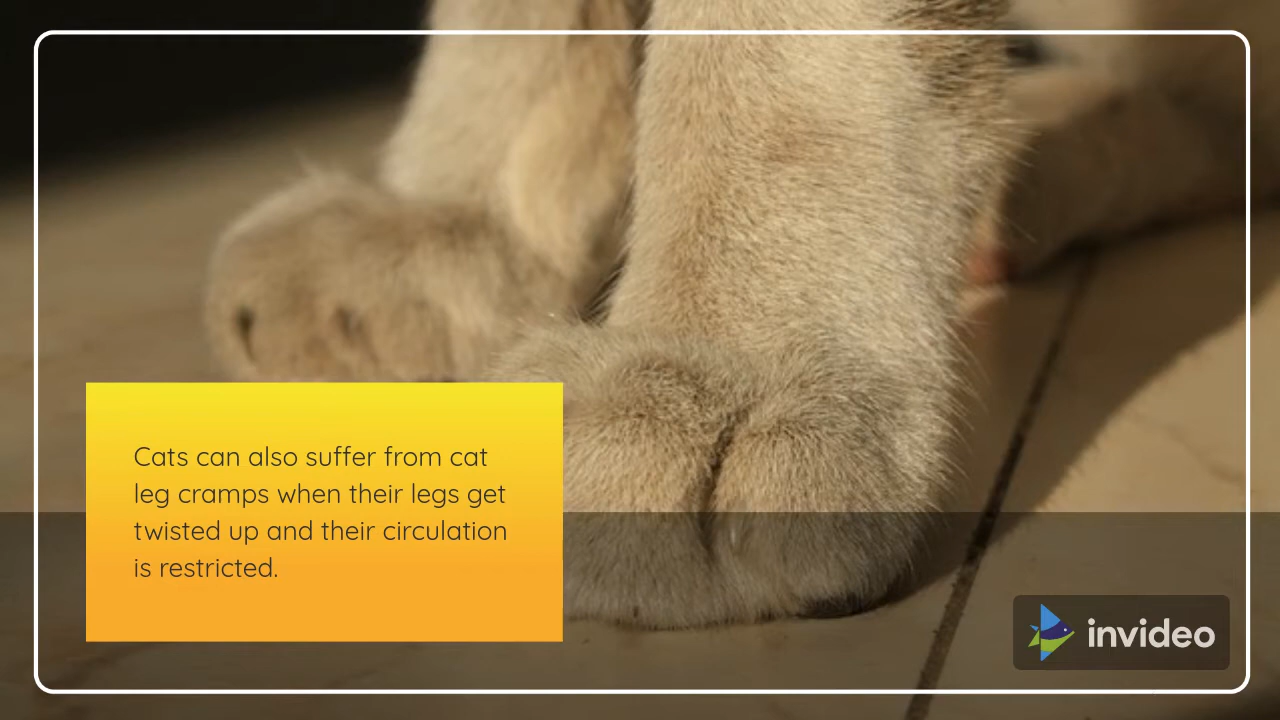 Cats can also suffer from cat
leg cramps when their legs get
twisted up and their circulation
is restricted.
invideo